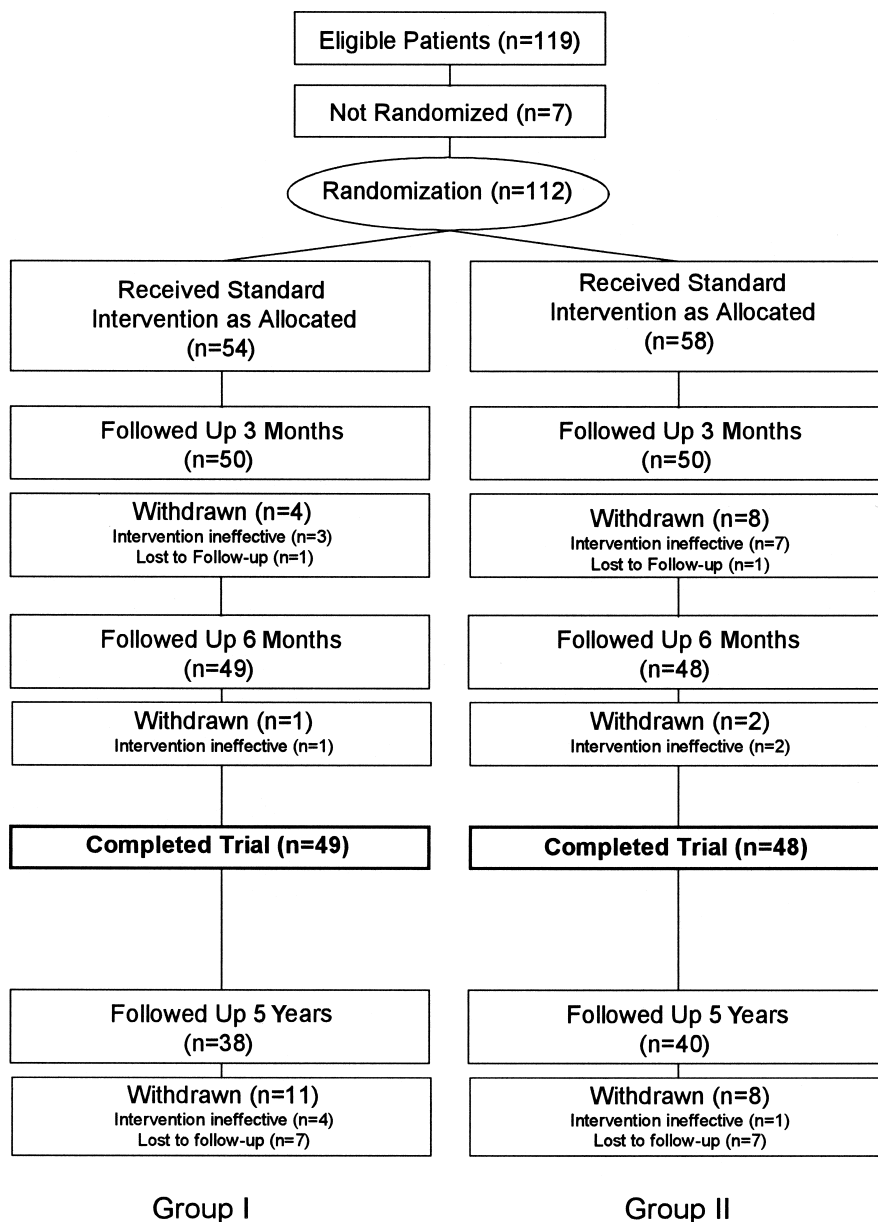 Eligible Patients (n=119)
Not Randomized (n=7)
Randomization (n=112)
Received Standard
Intervention as Allocated
(n=54)
Followed Up 3 Months
(n=50)
Withdrawn (n=4)
Intervention ineffective (n=3)
Lost to Follow-up (n=1)
Followed Up 6 Months
(n=49)
Withdrawn (n=1)
Intervention ineffective (n=1)
Completed Trial (n=49)
Followed Up 5 Years
(n=38)
Withdrawn (n=11)
Intervention ineffective (n=4)
Lost to follow-up (n=7)
Group I
Received Standard
Intervention as Allocated
(n=58)
Followed Up 3 Months
(n=50)
Withdrawn (n=8)
Intervention ineffective (n=7)
Lost to Follow-up (n=1)
Followed Up 6 Months
(n=48)
Withdrawn (n=2)
Intervention ineffective (n=2)
Completed Trial (n=48)
Followed Up 5 Years
(n=40)
Withdrawn (n=8)
Intervention ineffective (n=1)
Lost to follow-up (n=7)
Group II